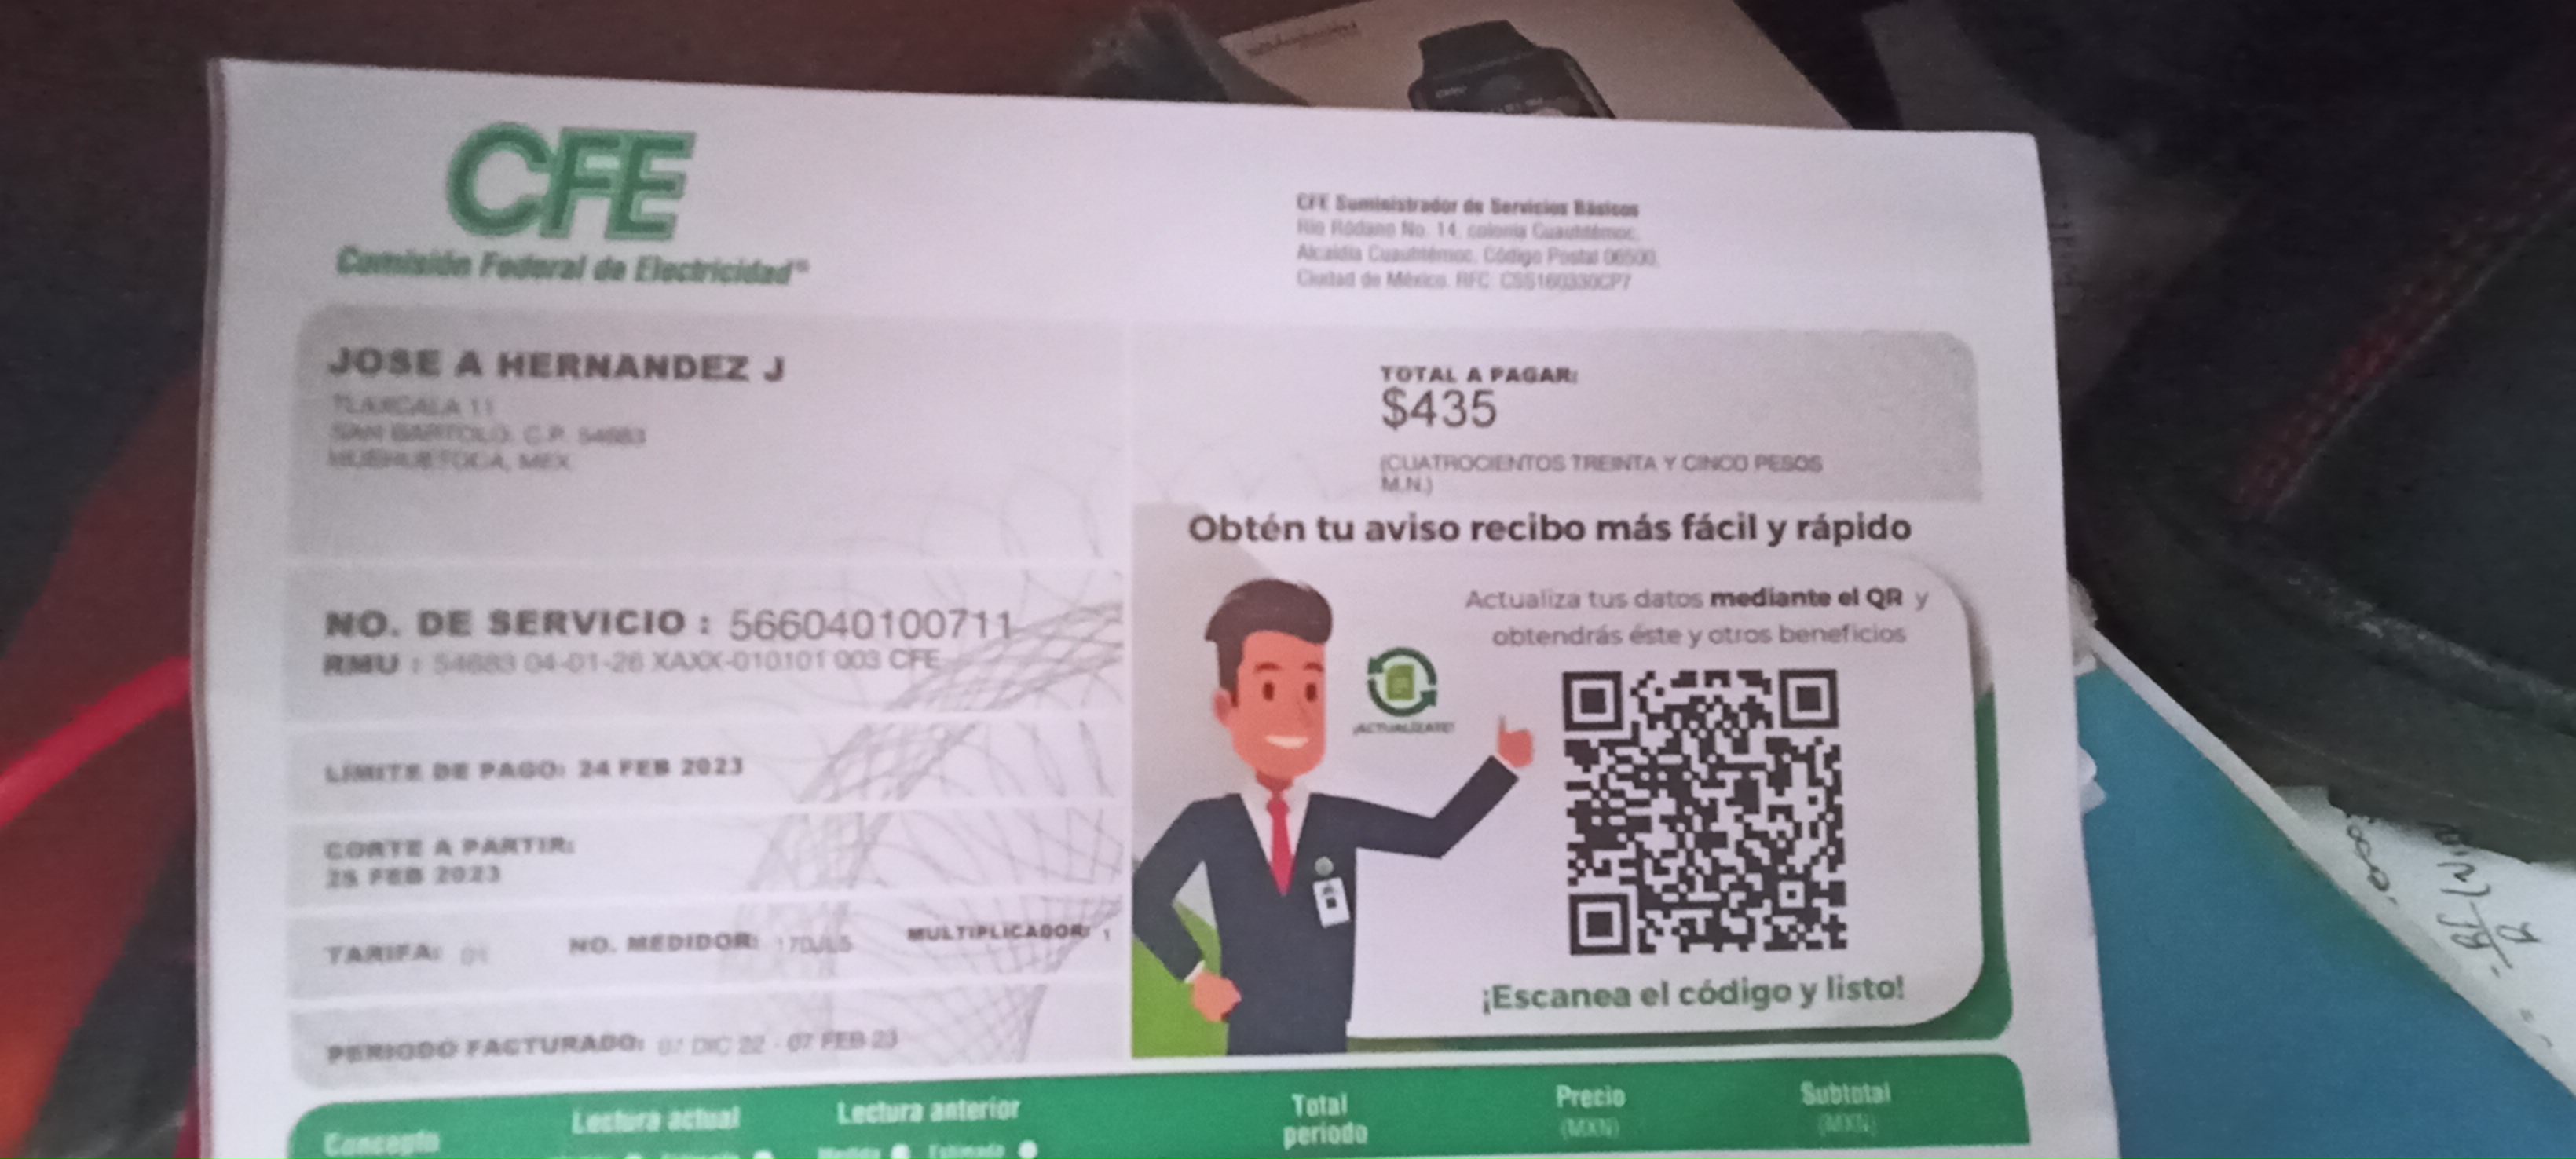 CFE
Comisión Federal de Electricidad®
CFE Suministrador de Servicios Básicos
Río Ródano No. 14, colonia Cuauhtémoc,
Alcaldía Cuauhtémoc, Código Postal 06500,
Ciudad de México. RFC: CSS160330CP7
JOSE A HERNANDEZ J
TLAXCALA 11
SAN BARTOLO, C.P. 54683
HUEHUETOCA, MEX
TOTAL A PAGAR:
$435
(CUATROCIENTOS TREINTA Y CINCO PESOS
M.N.)
NO. DE SERVICIO : 566040100711
RMU : 54683 04-01-26 XAXX-010101 003 CFE
LÍMITE DE PAGO: 24 FEB 2023
CORTE A PARTIR:
25 FEB 2023
TARIFA: 01 NO. MEDIDOR: MULTIPLICADOR: 1
PERIODO FACTURADO: 07 DIC 22 - 07 FEB 23
Obtén tu aviso recibo más fácil y rápido
Actualiza tus datos mediante el QR y
obtendrás éste y otros beneficios
¡ACTUALÍZATE!
¡Escanea el código y listo!
Concepto
Lectura actual
Lectura anterior
Medida Estimada
Total
periodo
Precio
(MXN)
Subtotal
(MXN)